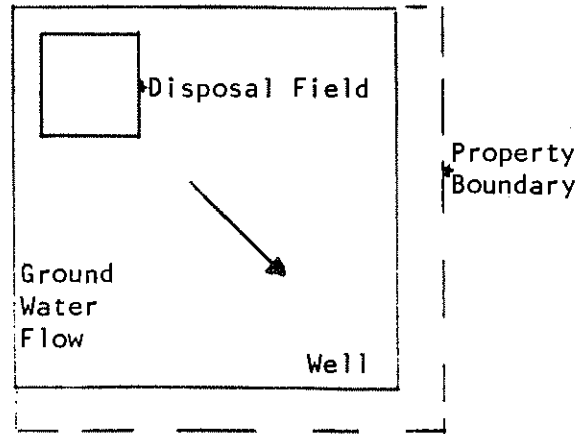 Disposal Field
Property
Boundary
Ground
Water
Flow
Well